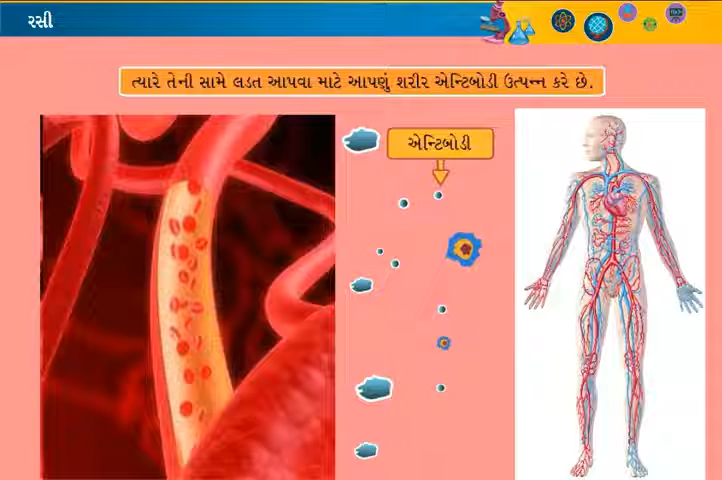 રસી
ત્યારે તેની સામે લડત આપવા માટે આપણું શરીર એન્ટિબોડી ઉત્પન્ન કરે છે.
એન્ટિબોડી